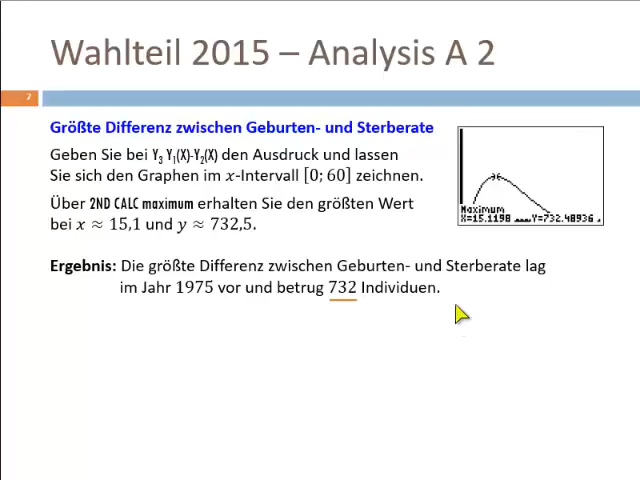 Wahlteil 2015 – Analysis A 2
7
Größte Differenz zwischen Geburten- und Sterberate
Geben Sie bei Y₃ Y₁(X)-Y₂(X) den Ausdruck und lassen
Sie sich den Graphen im x-Intervall [0; 60] zeichnen.
Über 2ND CALC maximum erhalten Sie den größten Wert
bei x ≈ 15,1 und y ≈ 732,5.
Maximum
X=15.1198 Y=732.48936
Ergebnis: Die größte Differenz zwischen Geburten- und Sterberate lag
im Jahr 1975 vor und betrug 732 Individuen.